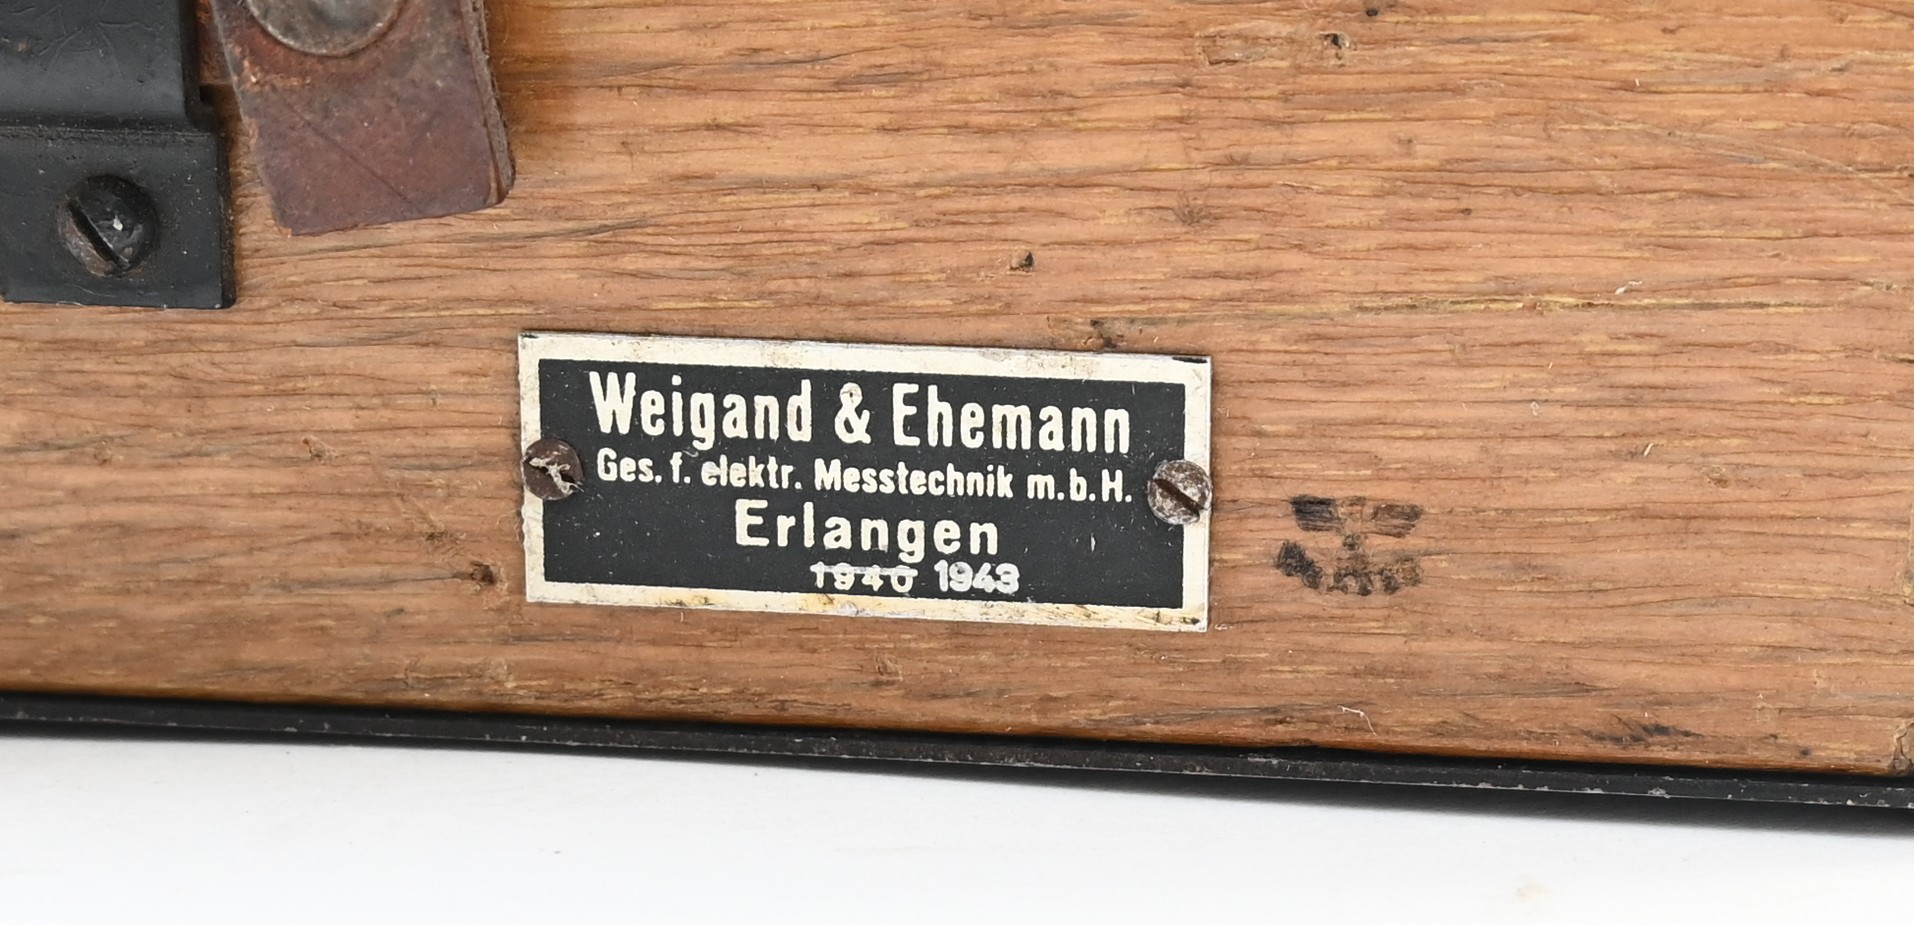 Weigand & Ehemann
Ges. f. elektr. Messtechnik m.b.H.
Erlangen
1940 1943